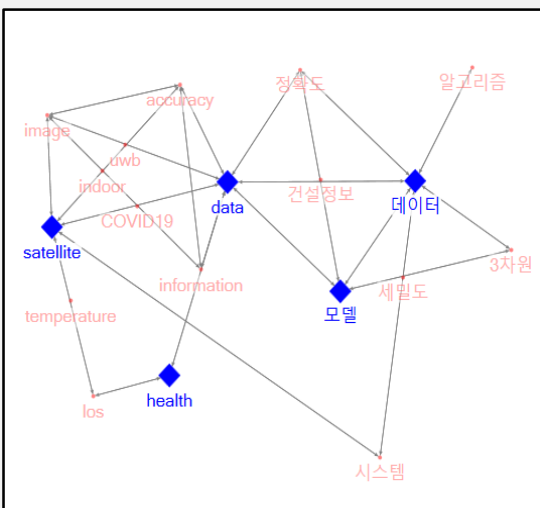 정확도
알고리즘
accuracy
image
uwb
indoor
건설정보
data
데이터
COVID19
satellite
3차원
information
세밀도
모델
temperature
health
los
시스템